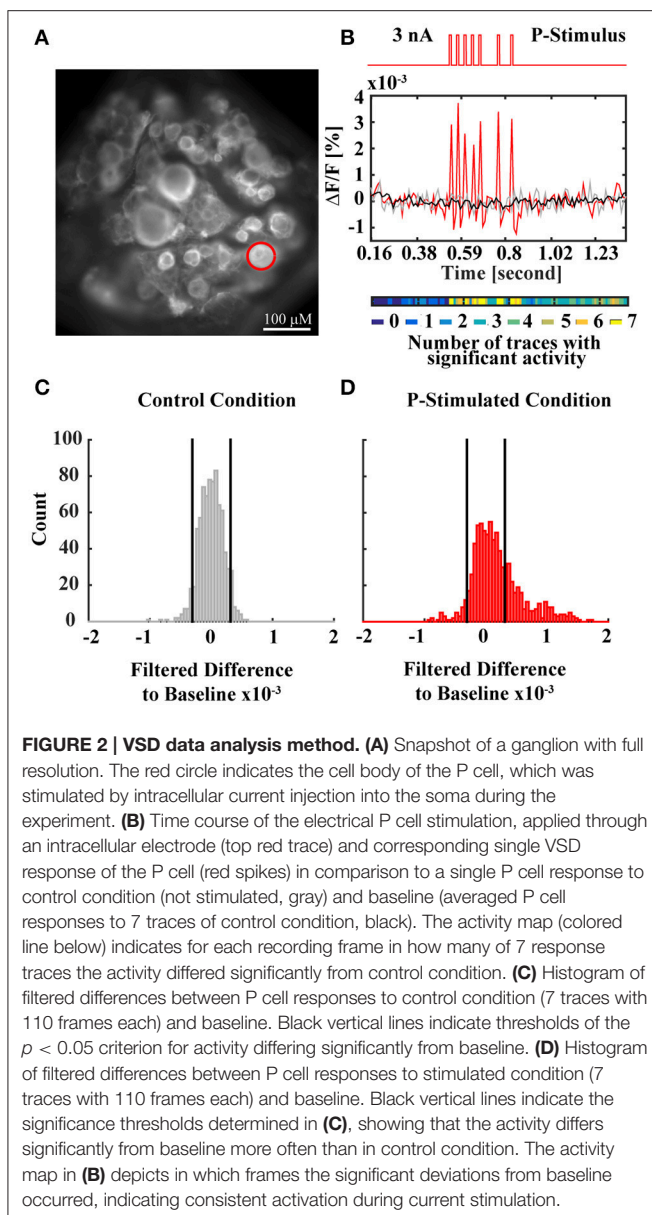 A
100 µM
B
3 nA P-Stimulus
x10-3
4
3
2
1
0
-1
ΔF/F [%]
0.16 0.38 0.59 0.8 1.02 1.23
Time [second]
0 1 2 3 4 5 6 7
Number of traces with
significant activity
C
Control Condition
100
80
60
40
20
0
Count
-2 -1 0 1 2
Filtered Difference
to Baseline x10-3
D
P-Stimulated Condition
-2 -1 0 1 2
Filtered Difference
to Baseline x10-3
FIGURE 2 | VSD data analysis method. (A) Snapshot of a ganglion with full
resolution. The red circle indicates the cell body of the P cell, which was
stimulated by intracellular current injection into the soma during the
experiment. (B) Time course of the electrical P cell stimulation, applied through
an intracellular electrode (top red trace) and corresponding single VSD
response of the P cell (red spikes) in comparison to a single P cell response to
control condition (not stimulated, gray) and baseline (averaged P cell
responses to 7 traces of control condition, black). The activity map (colored
line below) indicates for each recording frame in how many of 7 response
traces the activity differed significantly from control condition. (C) Histogram of
filtered differences between P cell responses to control condition (7 traces with
110 frames each) and baseline. Black vertical lines indicate thresholds of the
p < 0.05 criterion for activity differing significantly from baseline. (D) Histogram
of filtered differences between P cell responses to stimulated condition (7
traces with 110 frames each) and baseline. Black vertical lines indicate the
significance thresholds determined in (C), showing that the activity differs
significantly from baseline more often than in control condition. The activity
map in (B) depicts in which frames the significant deviations from baseline
occurred, indicating consistent activation during current stimulation.